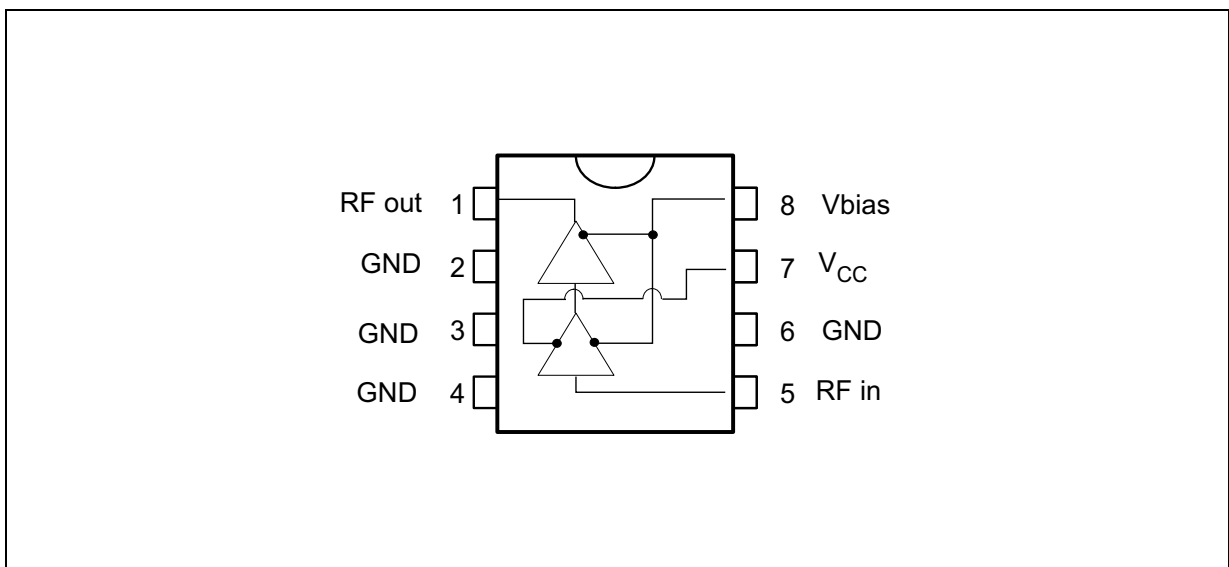 RF out 1
GND 2
GND 3
GND 4
8 Vbias
7 VCC
6 GND
5 RF in